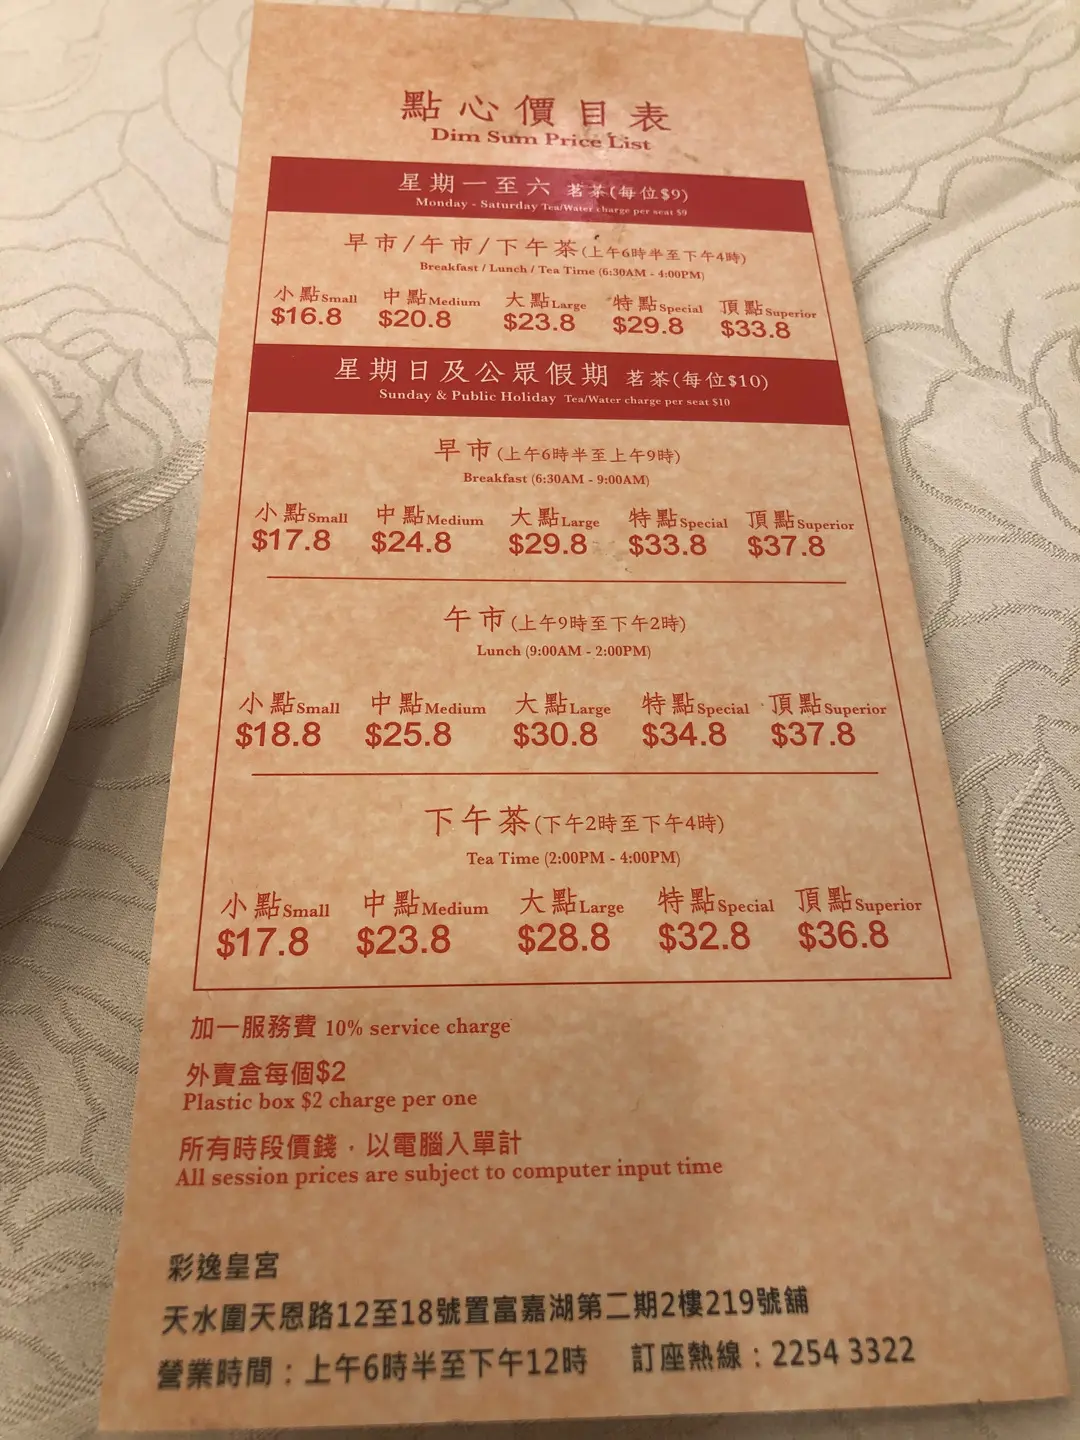 點心價目表
Dim Sum Price List
星期一至六 茗茶(每位$9)
Monday - Saturday Tea/Water charge per seat $9
早市/午市/下午茶(上午6時半至下午4時)
Breakfast / Lunch / Tea Time (6:30AM - 4:00PM)
小點Small 中點Medium 大點Large 特點Special 頂點Superior
$16.8 $20.8 $23.8 $29.8 $33.8
星期日及公眾假期 茗茶(每位$10)
Sunday & Public Holiday Tea/Water charge per seat $10
早市(上午6時半至上午9時)
Breakfast (6:30AM - 9:00AM)
小點Small 中點Medium 大點Large 特點Special 頂點Superior
$17.8 $24.8 $29.8 $33.8 $37.8
午市(上午9時至下午2時)
Lunch (9:00AM - 2:00PM)
小點Small 中點Medium 大點Large 特點Special 頂點Superior
$18.8 $25.8 $30.8 $34.8 $37.8
下午茶(下午2時至下午4時)
Tea Time (2:00PM - 4:00PM)
小點Small 中點Medium 大點Large 特點Special 頂點Superior
$17.8 $23.8 $28.8 $32.8 $36.8
加一服務費 10% service charge
外賣盒每個$2
Plastic box $2 charge per one
所有時段價錢，以電腦入單計
All session prices are subject to computer input time
彩逸皇宮
天水圍天恩路12至18號置富嘉湖第二期2樓219號舖
營業時間：上午6時半至下午12時 訂座熱線：2254 3322